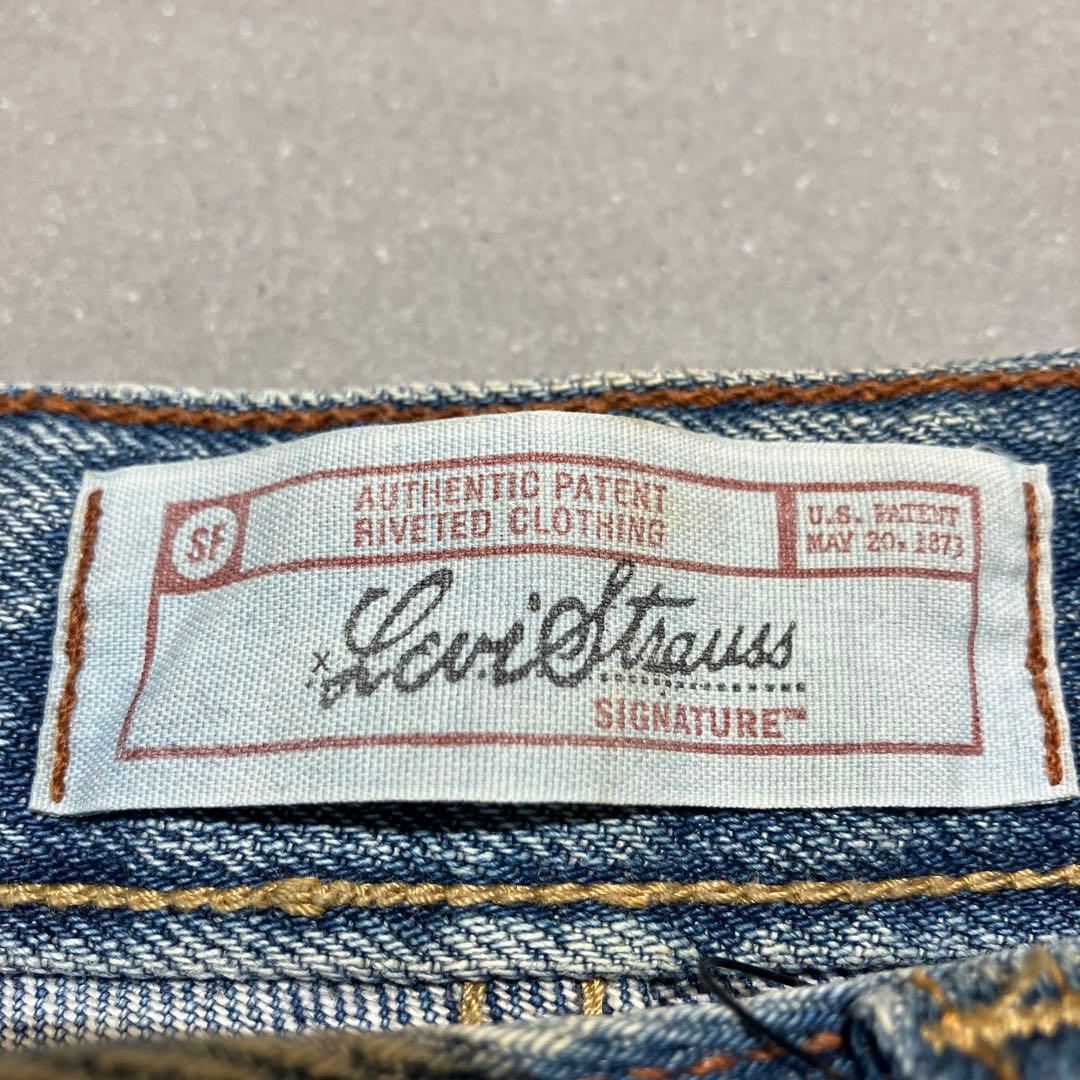 SF
AUTHENTIC PATENT
RIVETED CLOTHING
U.S. PATENT
MAY 20, 1873
x Levi Strauss
SIGNATURE™